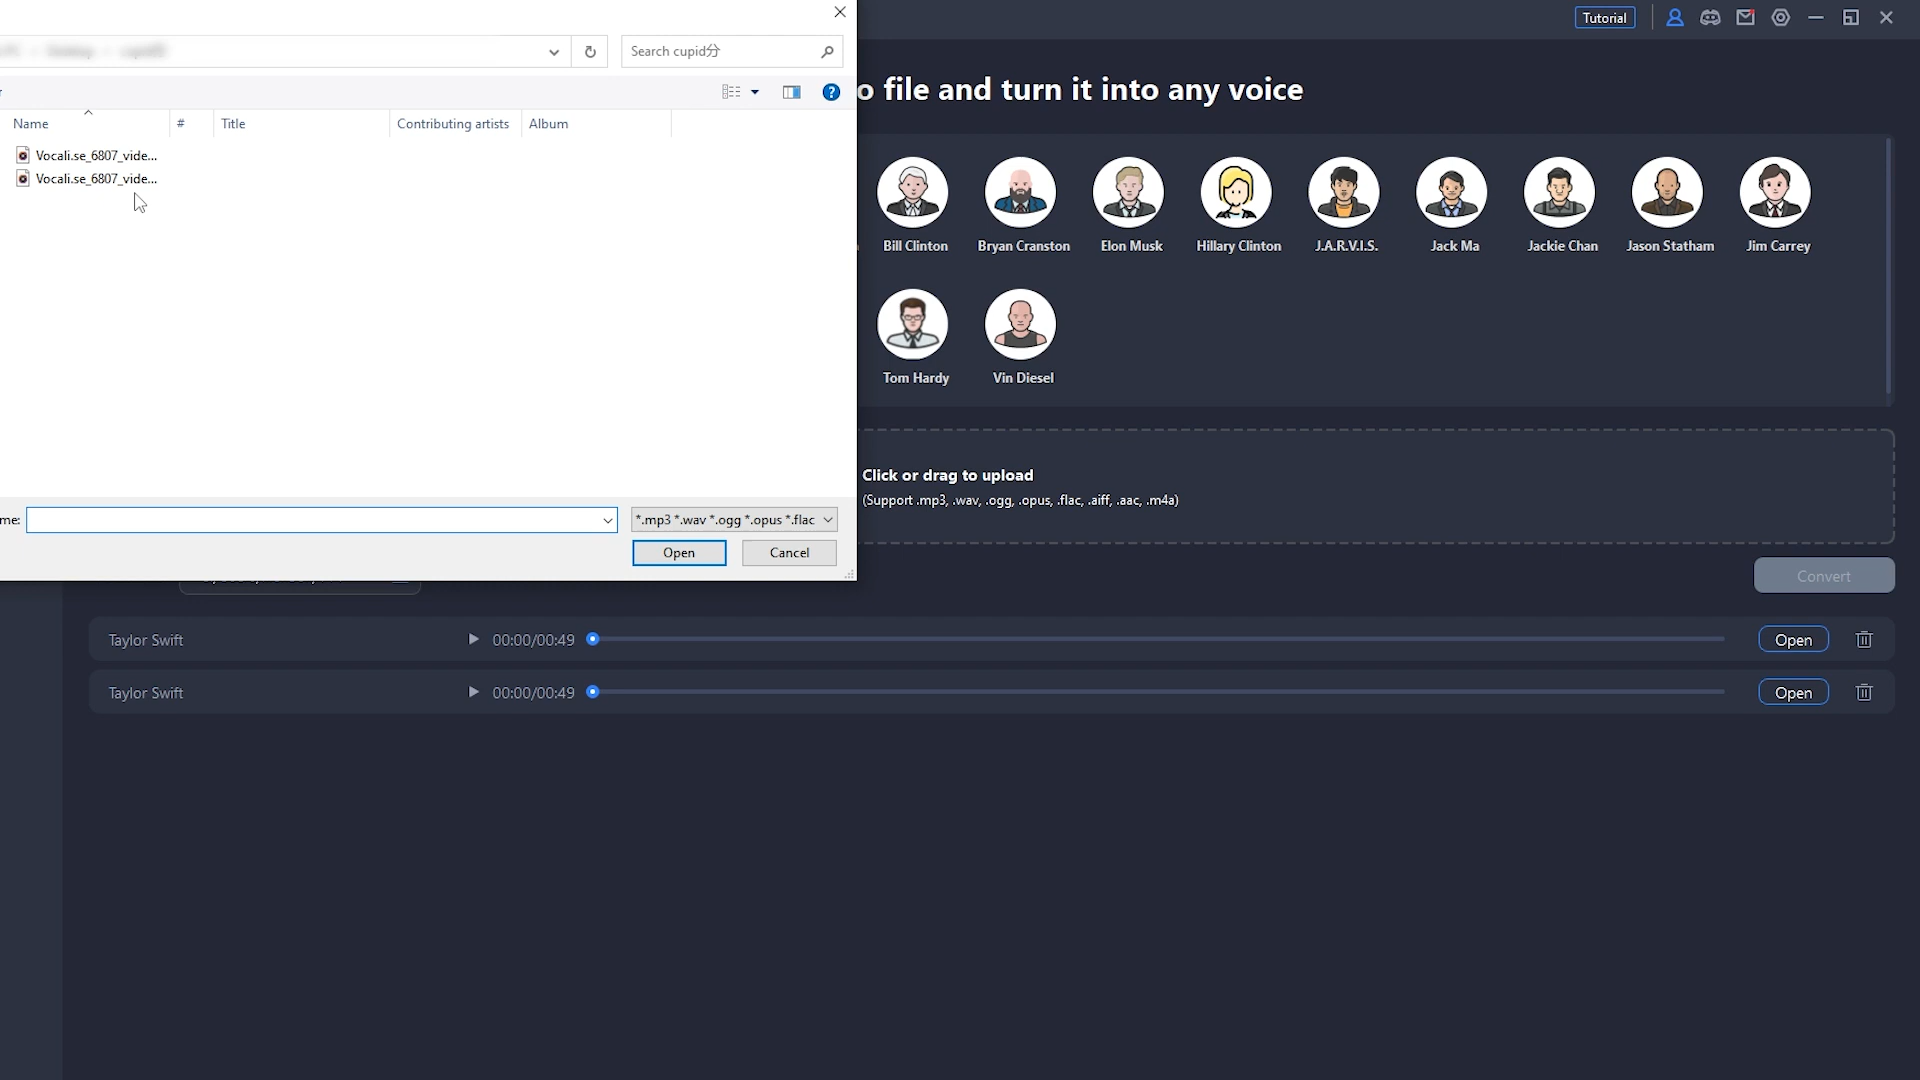 Tutorial
Search cupid分
o file and turn it into any voice
Name # Title Contributing artists Album
Vocali.se_6807_vide...
Vocali.se_6807_vide...
Bill Clinton Bryan Cranston Elon Musk Hillary Clinton J.A.R.V.I.S. Jack Ma Jackie Chan Jason Statham Jim Carrey
Tom Hardy Vin Diesel
Click or drag to upload
(Support .mp3, .wav, .ogg, .opus, .flac, .aiff, .aac, .m4a)
me: *.mp3 *.wav *.ogg *.opus *.flac
Open Cancel
Convert
Taylor Swift 00:00/00:49 Open
Taylor Swift 00:00/00:49 Open